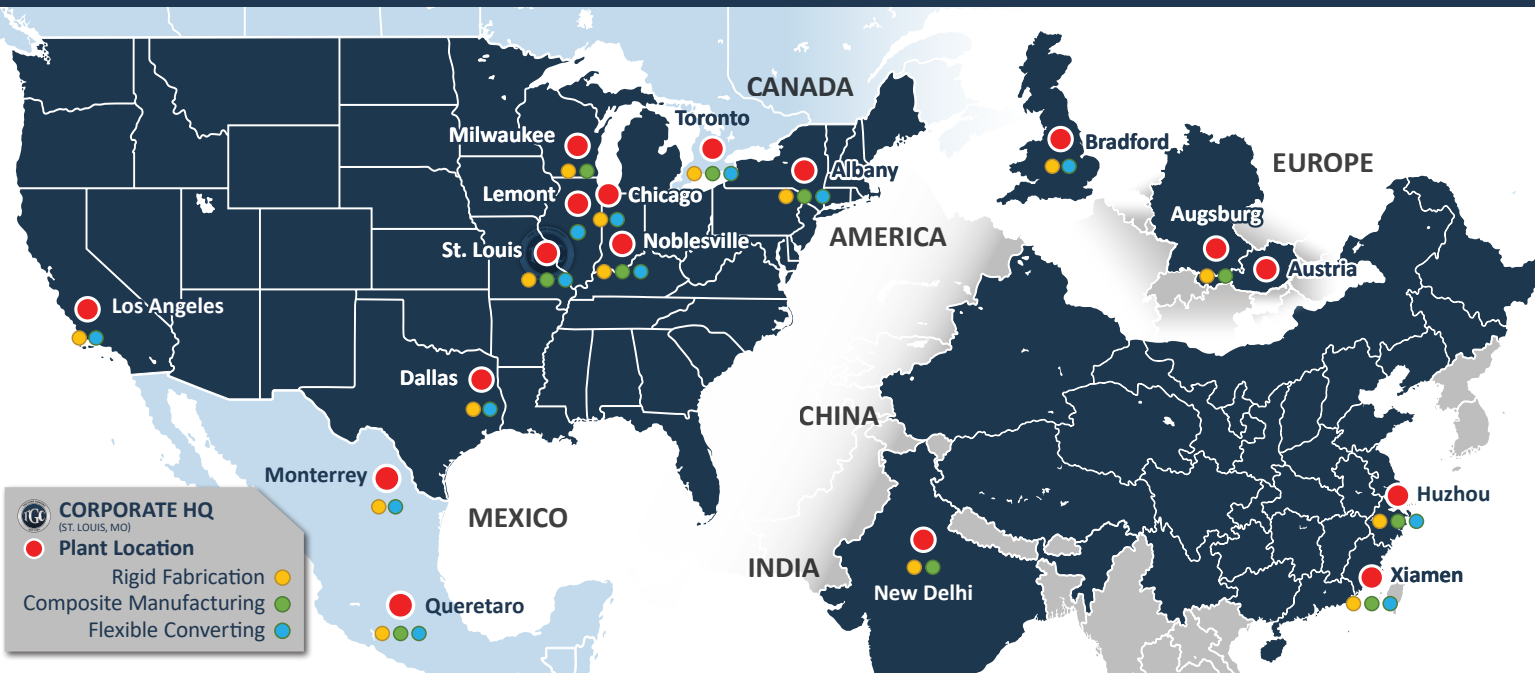 CANADA
Toronto
Milwaukee
Bradford
EUROPE
Albany
Lemont
Chicago
Augsburg
AMERICA
St. Louis
Noblesville
Austria
Los Angeles
Dallas
CHINA
Monterrey
Huzhou
MEXICO
INDIA
Xiamen
New Delhi
Queretaro
TGC
CORPORATE HQ
(ST. LOUIS, MO)
Plant Location
Rigid Fabrication
Composite Manufacturing
Flexible Converting